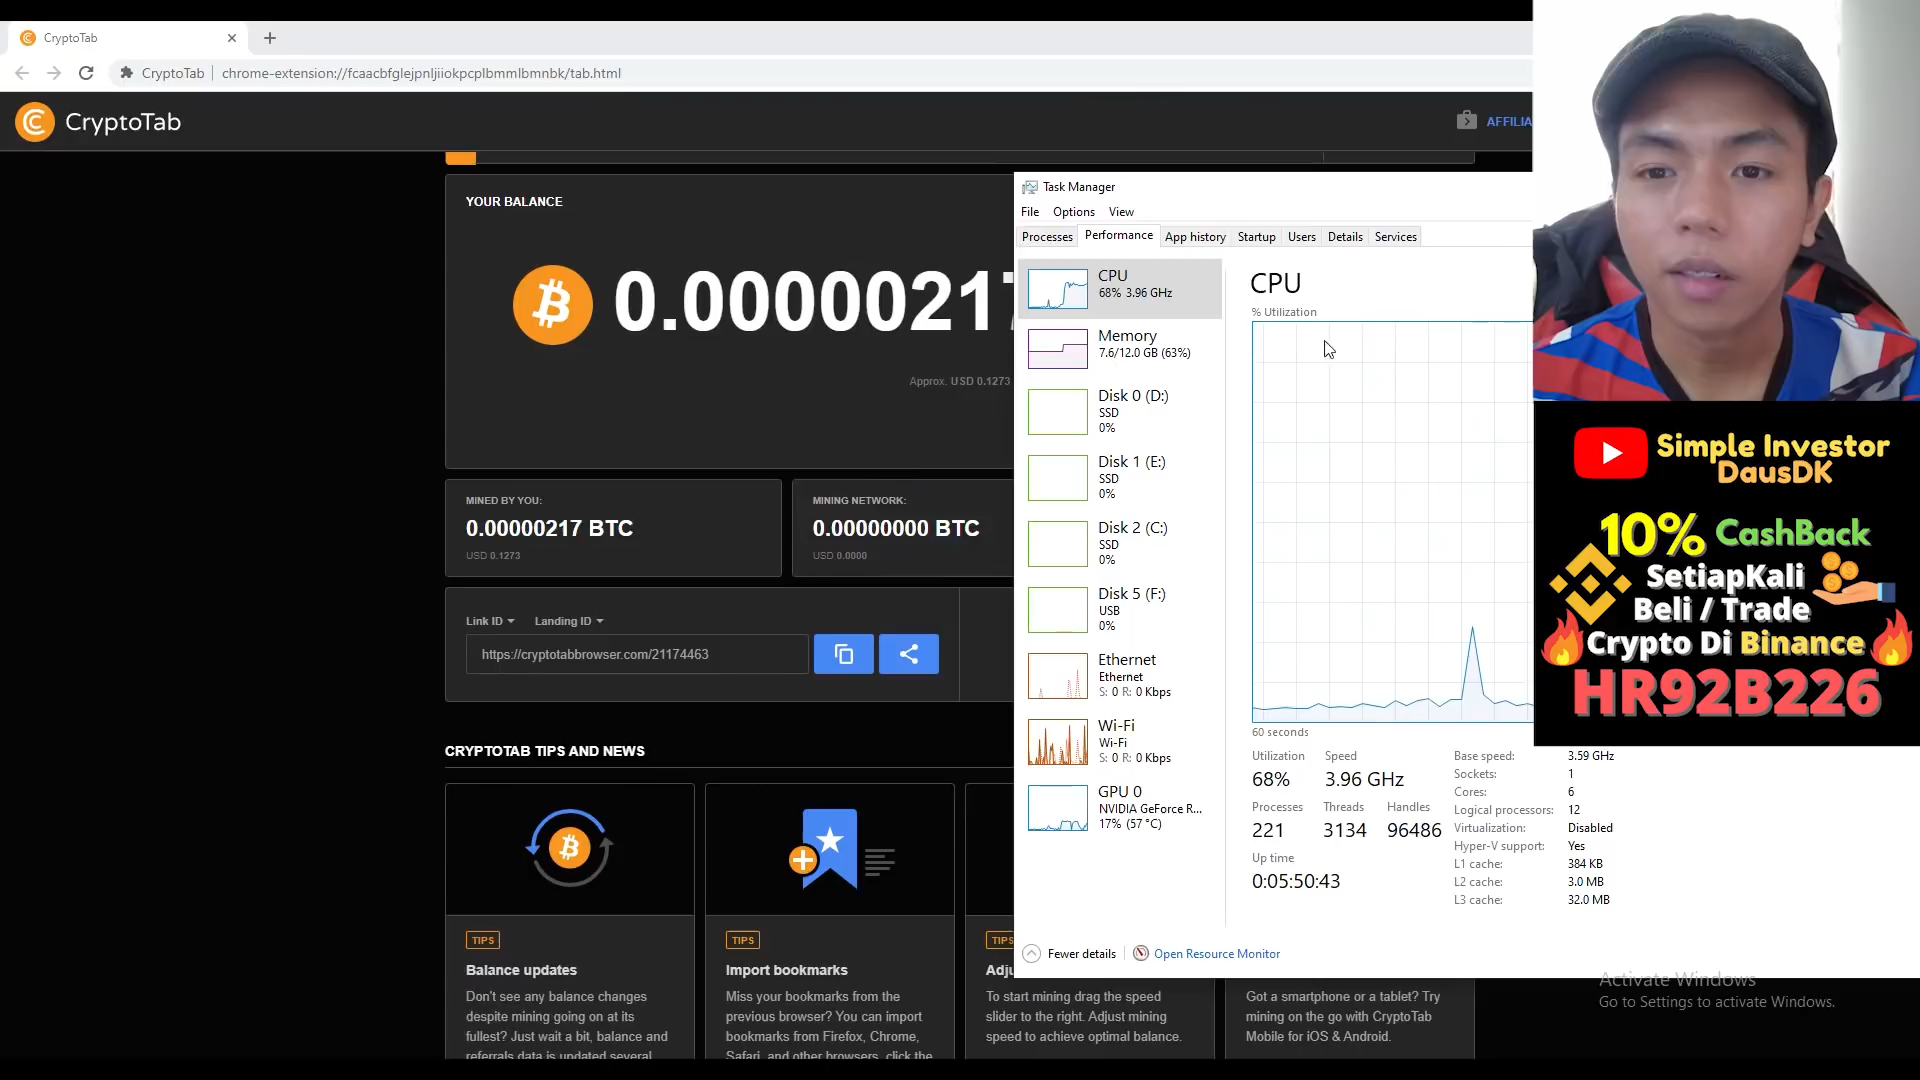 CryptoTab
CryptoTab
chrome-extension://fcaacbfglejpnljiiokpcplbmmlbmnbk/tab.html
CryptoTab
AFFILIA
YOUR BALANCE
0.00000217
Approx. USD 0.1273
MINED BY YOU:
0.00000217 BTC
USD 0.1273
MINING NETWORK:
0.00000000 BTC
USD 0.0000
Link ID
Landing ID
https://cryptotabbrowser.com/21174463
CRYPTOTAB TIPS AND NEWS
TIPS
Balance updates
Don't see any balance changes
despite mining going on at its
fullest? Just wait a bit, balance and
referrals data is updated several
TIPS
Import bookmarks
Miss your bookmarks from the
previous browser? You can import
bookmarks from Firefox, Chrome,
Safari, and other browsers, click the
TIPS
Adj
To start mining drag the speed
slider to the right. Adjust mining
speed to achieve optimal balance.
Got a smartphone or a tablet? Try
mining on the go with CryptoTab
Mobile for iOS & Android.
Task Manager
File Options View
Processes Performance App history Startup Users Details Services
CPU
68% 3.96 GHz
Memory
7.6/12.0 GB (63%)
Disk 0 (D:)
SSD
0%
Disk 1 (E:)
SSD
0%
Disk 2 (C:)
SSD
0%
Disk 5 (F:)
USB
0%
Ethernet
Ethernet
S: 0 R: 0 Kbps
Wi-Fi
Wi-Fi
S: 0 R: 0 Kbps
GPU 0
NVIDIA GeForce R...
17% (57 °C)
CPU
% Utilization
60 seconds
Utilization Speed
68% 3.96 GHz
Processes Threads Handles
221 3134 96486
Up time
0:05:50:43
Base speed: 3.59 GHz
Sockets: 1
Cores: 6
Logical processors: 12
Virtualization: Disabled
Hyper-V support: Yes
L1 cache: 384 KB
L2 cache: 3.0 MB
L3 cache: 32.0 MB
Fewer details
Open Resource Monitor
Activate Windows
Go to Settings to activate Windows.
Simple Investor
DausDK
10% CashBack
SetiapKali
Beli / Trade
Crypto Di Binance
HR92B226